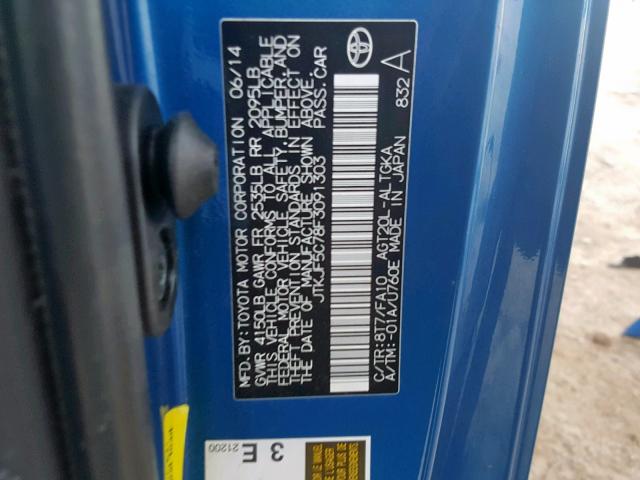 MFD.BY:TOYOTA MOTOR CORPORATION 06/14
GVWR 4150LB GAWR FR 2535LB RR 2095LB
THIS VEHICLE CONFORMS TO ALL APPLICABLE
FEDERAL MOTOR VEHICLE SAFETY,BUMPER,AND
THEFT PREVENTION STANDARDS IN EFFECT ON
THE DATE OF MANUFACTURE SHOWN ABOVE.
JTKJF5C78F3091303 PASS.CAR
C/TR:8T7/FA10 AGT20L-ALTGKA
A/TM:-01A/U760E MADE IN JAPAN
832 A
3 E
21200